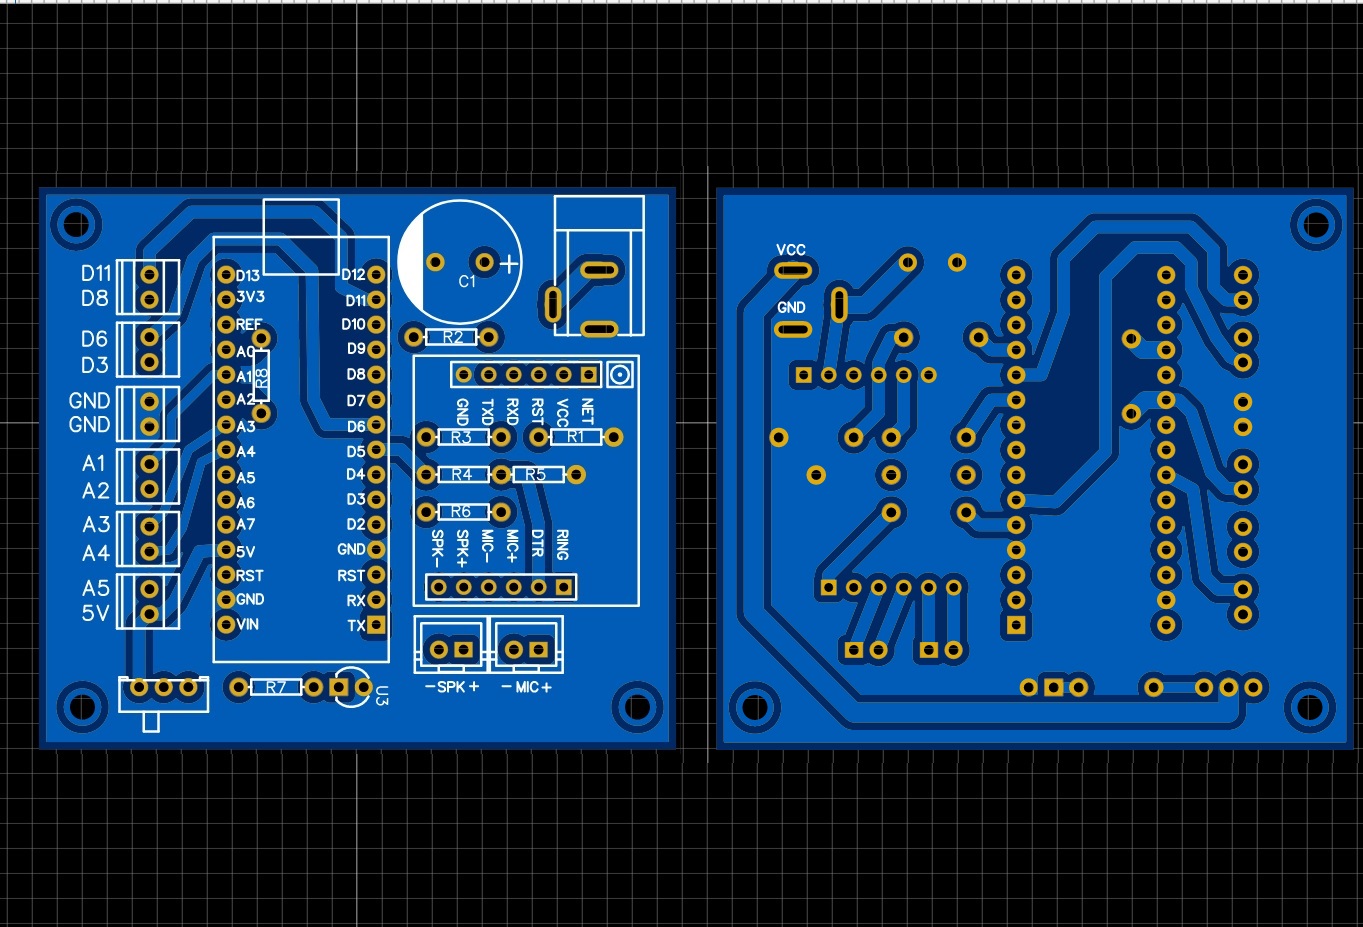 D11
D8
D6
D3
GND
GND
A1
A2
A3
A4
A5
5V
D13
3V3
REF
A0
A1
A2
A3
A4
A5
A6
A7
5V
RST
GND
VIN
R8
D12
D11
D10
D9
D8
D7
D6
D5
D4
D3
D2
GND
RST
RX
TX
C1
+
R2
GND
TXD
RXD
RST
VCC
NET
R3
R1
R4
R5
R6
SPK-
SPK+
MIC-
MIC+
DTR
RING
-SPK+
-MIC+
R7
U3
VCC
GND